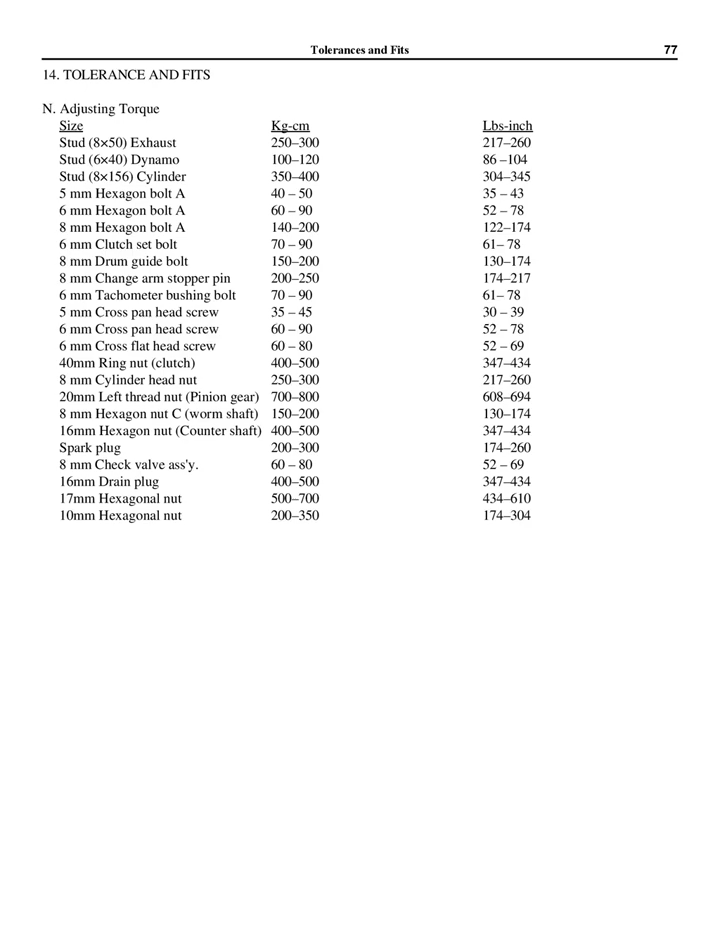 Tolerances and Fits 77
14. TOLERANCE AND FITS
N. Adjusting Torque
Size Kg-cm Lbs-inch
Stud (8×50) Exhaust 250–300 217–260
Stud (6×40) Dynamo 100–120 86 –104
Stud (8×156) Cylinder 350–400 304–345
5 mm Hexagon bolt A 40 – 50 35 – 43
6 mm Hexagon bolt A 60 – 90 52 – 78
8 mm Hexagon bolt A 140–200 122–174
6 mm Clutch set bolt 70 – 90 61– 78
8 mm Drum guide bolt 150–200 130–174
8 mm Change arm stopper pin 200–250 174–217
6 mm Tachometer bushing bolt 70 – 90 61– 78
5 mm Cross pan head screw 35 – 45 30 – 39
6 mm Cross pan head screw 60 – 90 52 – 78
6 mm Cross flat head screw 60 – 80 52 – 69
40mm Ring nut (clutch) 400–500 347–434
8 mm Cylinder head nut 250–300 217–260
20mm Left thread nut (Pinion gear) 700–800 608–694
8 mm Hexagon nut C (worm shaft) 150–200 130–174
16mm Hexagon nut (Counter shaft) 400–500 347–434
Spark plug 200–300 174–260
8 mm Check valve ass'y. 60 – 80 52 – 69
16mm Drain plug 400–500 347–434
17mm Hexagonal nut 500–700 434–610
10mm Hexagonal nut 200–350 174–304